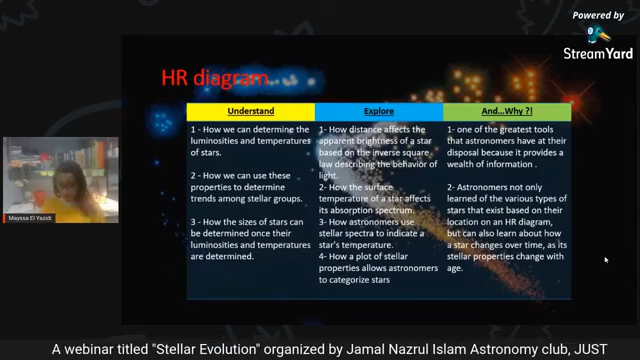 Powered by
StreamYard
HR diagram
Understand
1 - How we can determine the
luminosities and temperatures
of stars.
2 - How we can use these
properties to determine
trends among stellar groups.
3 - How the sizes of stars can
be determined once their
luminosities and temperatures
are determined.
Explore
1- How distance affects the
apparent brightness of a star
based on the inverse square
law describing the behavior of
light.
2- How the surface
temperature of a star affects
its absorption spectrum.
3- How astronomers use
stellar spectra to indicate a
star's temperature.
4- How a plot of stellar
properties allows astronomers
to categorize stars
And...Why ?!
1- one of the greatest tools
that astronomers have at their
disposal because it provides a
wealth of information .
2- Astronomers not only
learned of the various types of
stars that exist based on their
location on an HR diagram,
but can also learn about how
a star changes over time, as its
stellar properties change with
age.
Mayssa El Yazidi
A webinar titled "Stellar Evolution" organized by Jamal Nazrul Islam Astronomy club, JUST